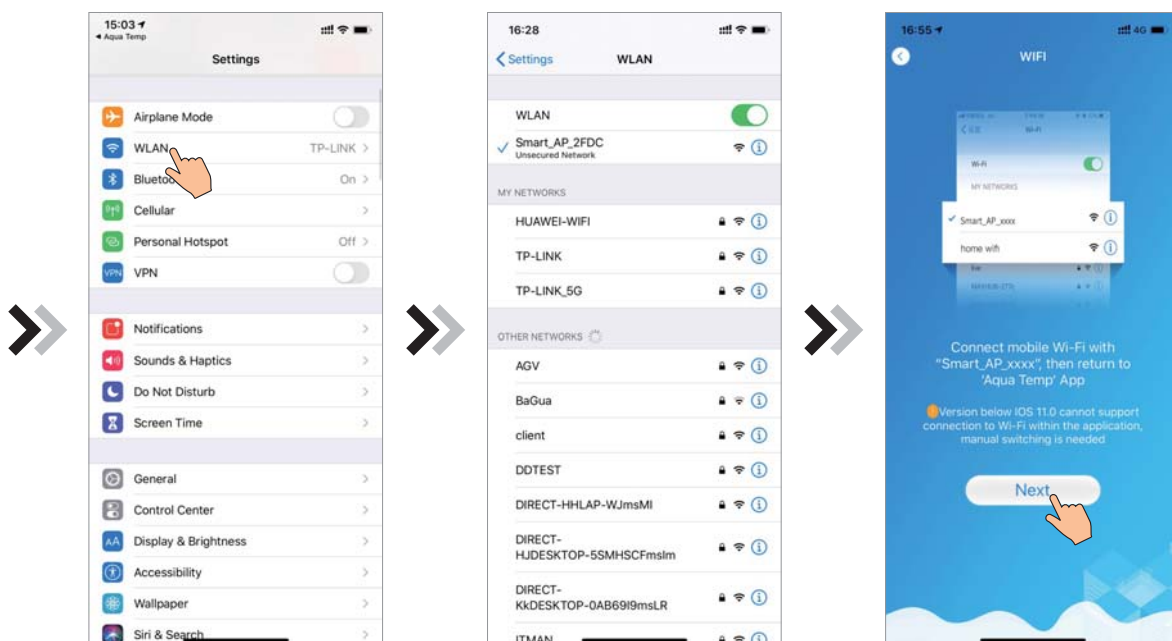 15:03
Aqua Temp
Settings
Airplane Mode
WLAN TP-LINK
Bluetoo On
Cellular
Personal Hotspot Off
VPN VPN
Notifications
Sounds & Haptics
Do Not Disturb
Screen Time
General
Control Center
AA Display & Brightness
Accessibility
Wallpaper
Siri & Search
16:28
Settings WLAN
WLAN
Smart_AP_2FDC
Unsecured Network
MY NETWORKS
HUAWEI-WIFI
TP-LINK
TP-LINK_5G
OTHER NETWORKS
AGV
BaGua
client
DDTEST
DIRECT-HHLAP-WJmsMI
DIRECT-
HJDESKTOP-5SMHSCFmslm
DIRECT-
KkDESKTOP-0AB69I9msLR
ITMAN
16:55 4G
WIFI
Wi-Fi
Wi-Fi
MY NETWORKS
Smart_AP_xxxx
home wifi
Connect mobile Wi-Fi with
"Smart_AP_xxxx", then return to
'Aqua Temp' App
Version below IOS 11.0 cannot support
connection to Wi-Fi within the application,
manual switching is needed
Next